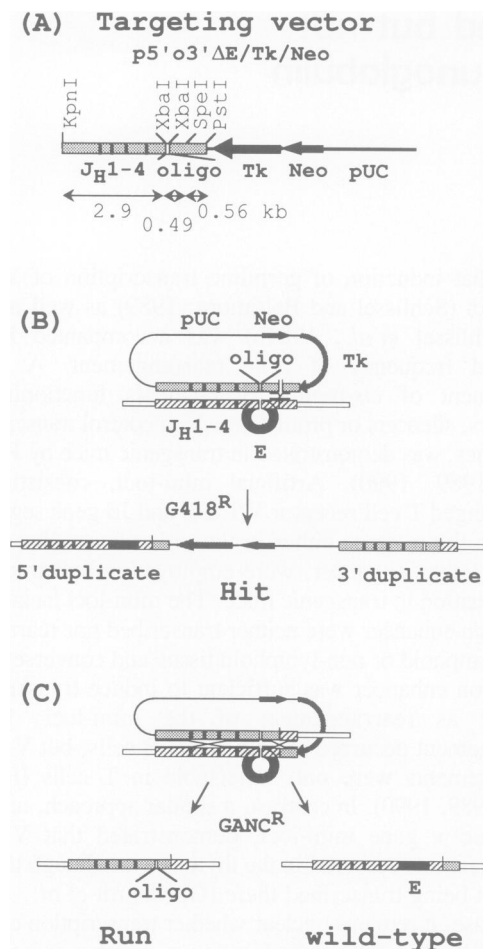 (A) Targeting vector
p5'o3'ΔE/Tk/Neo
KpnI
XbaI
XbaI
SpeI
PstI
JH1-4 oligo Tk Neo pUC
2.9
0.49
0.56 kb
(B)
pUC Neo
oligo
Tk
JH1-4
E
G418R
5'duplicate
3'duplicate
Hit
(C)
GANCR
oligo
E
Run
wild-type